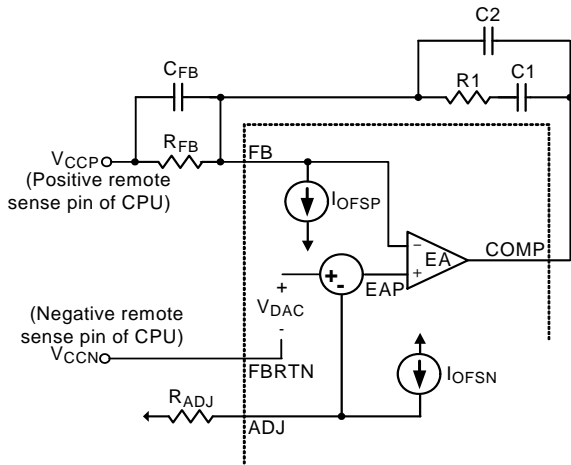 C2
CFB
R1
C1
RFB
VCCP
(Positive remote
sense pin of CPU)
FB
IOFSP
−
EA
+
COMP
+
-
EAP
+
VDAC
-
(Negative remote
sense pin of CPU)
VCCN
FBRTN
IOFSN
RADJ
ADJ